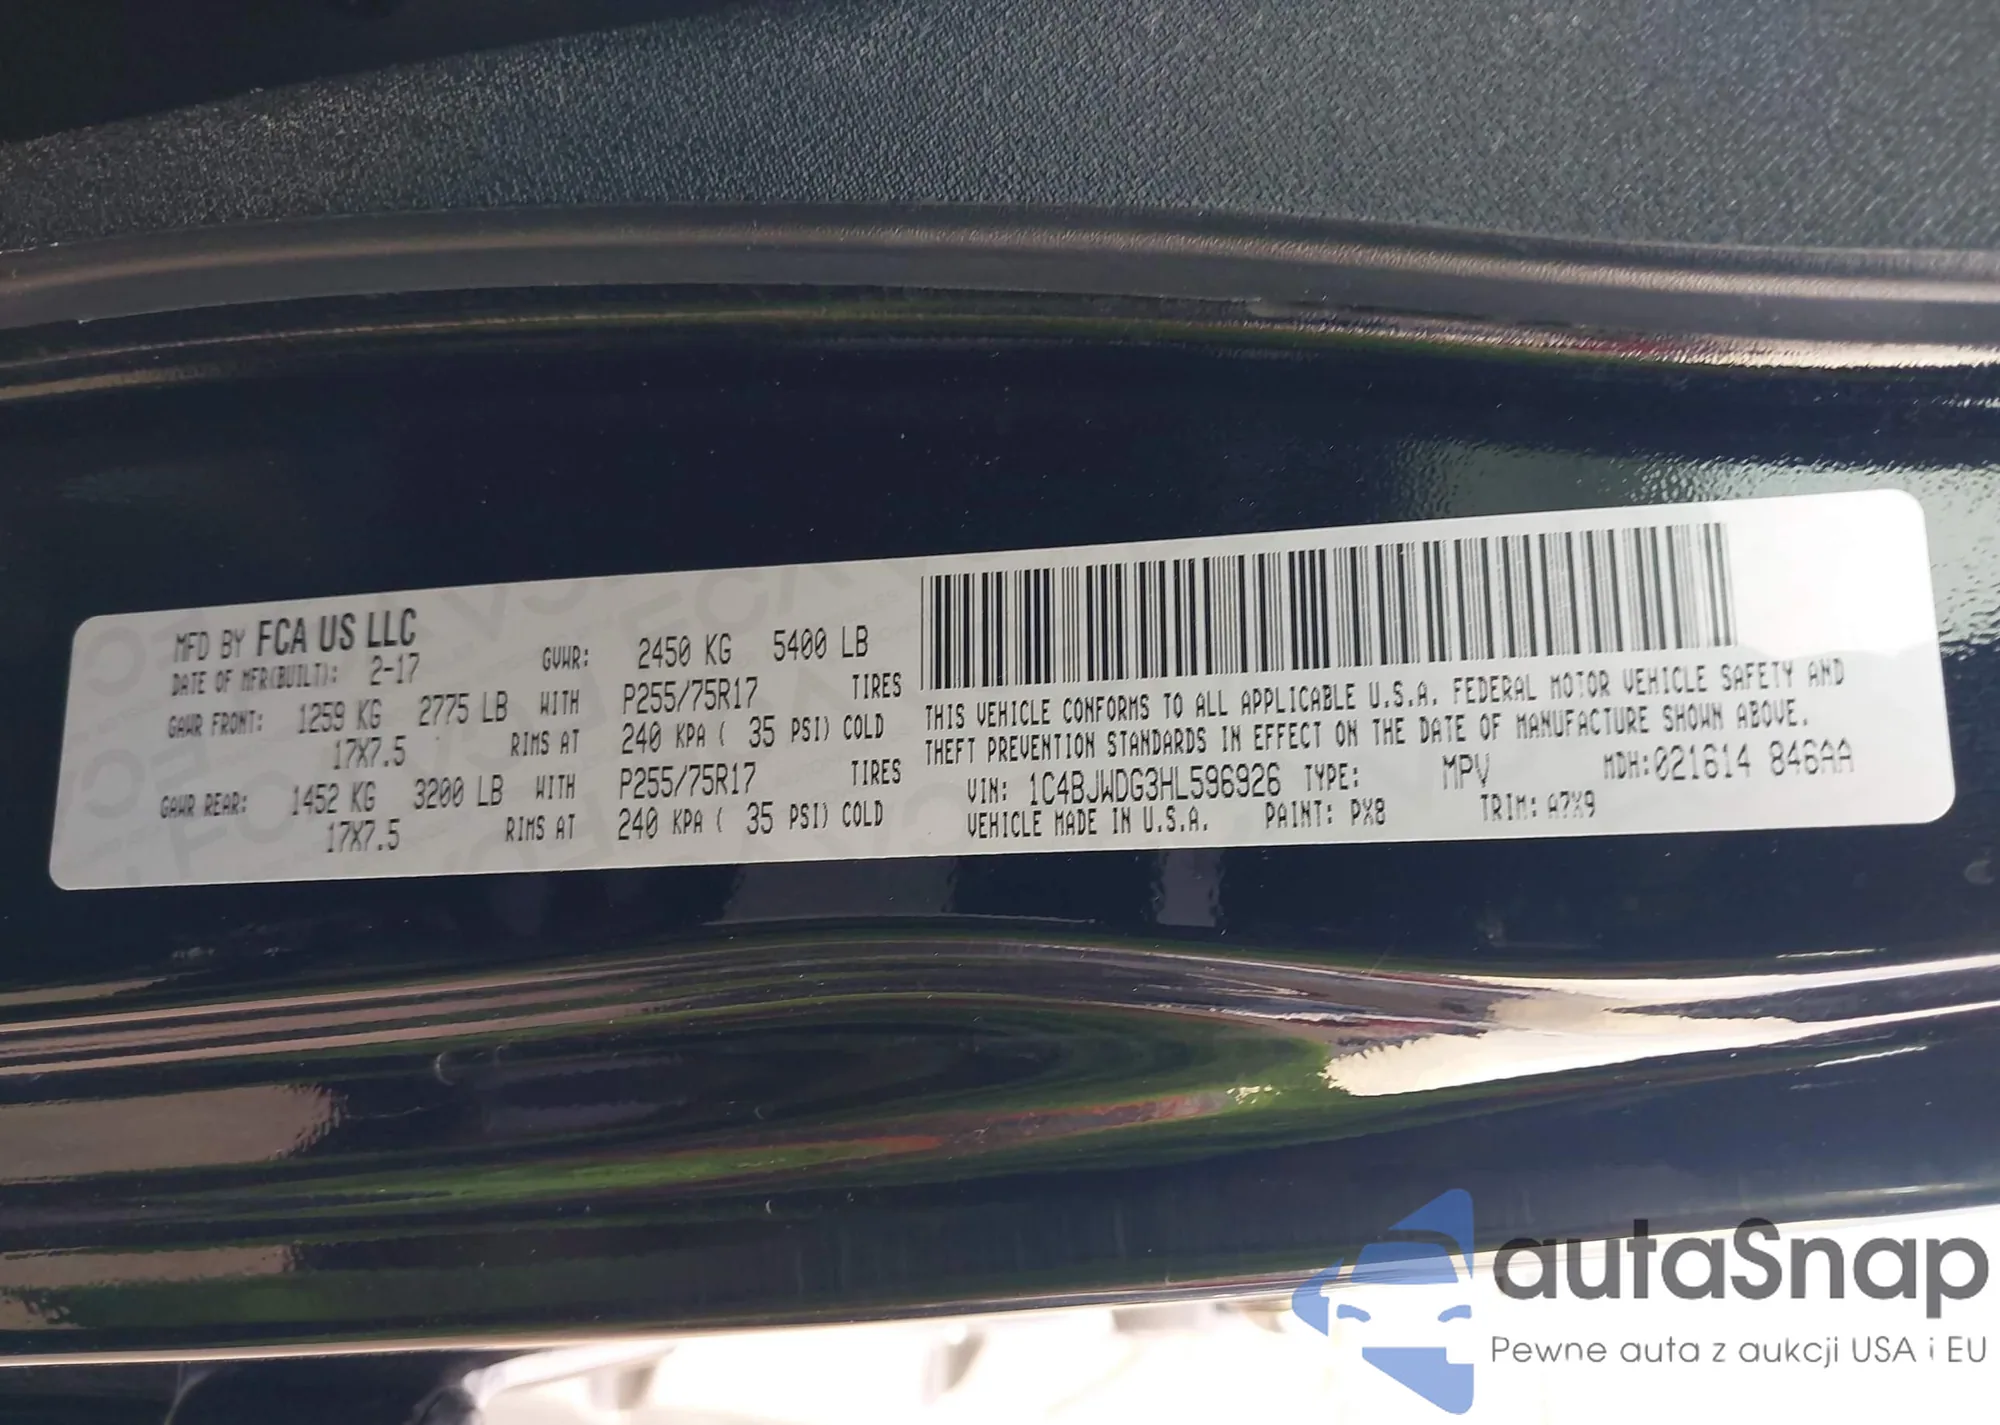 MFD BY FCA US LLC
DATE OF MFR(BUILT): 2-17 GVWR: 2450 KG 5400 LB
GAWR FRONT: 1259 KG 2775 LB WITH P255/75R17 TIRES
17X7.5 RIMS AT 240 KPA ( 35 PSI) COLD
GAWR REAR: 1452 KG 3200 LB WITH P255/75R17 TIRES
17X7.5 RIMS AT 240 KPA ( 35 PSI) COLD
THIS VEHICLE CONFORMS TO ALL APPLICABLE U.S.A. FEDERAL MOTOR VEHICLE SAFETY AND
THEFT PREVENTION STANDARDS IN EFFECT ON THE DATE OF MANUFACTURE SHOWN ABOVE.
VIN: 1C4BJWDG3HL596926 TYPE: MPV MDH:021614 846AA
VEHICLE MADE IN U.S.A. PAINT: PX8 TRIM: A7X9
autaSnap
Pewne auta z aukcji USA i EU